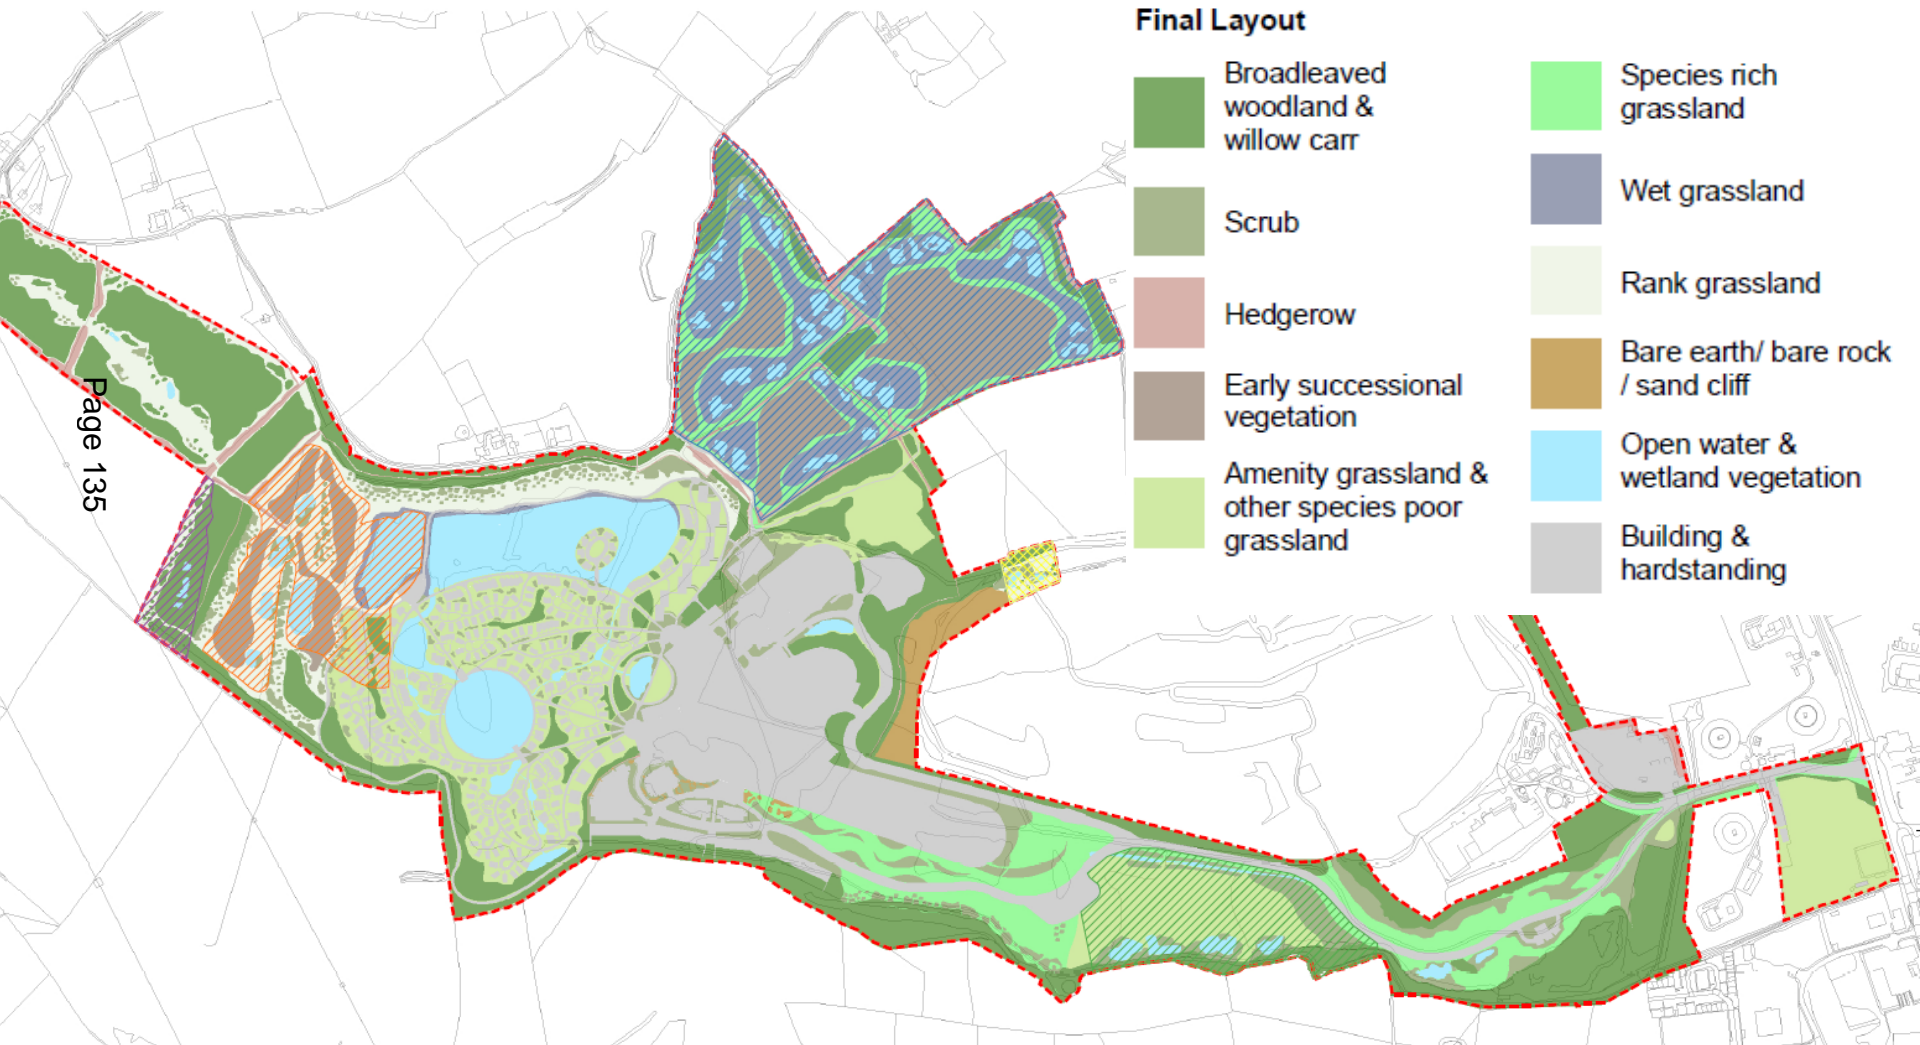 Final Layout
Broadleaved
woodland &
willow carr
Scrub
Hedgerow
Early successional
vegetation
Amenity grassland &
other species poor
grassland
Species rich
grassland
Wet grassland
Rank grassland
Bare earth/ bare rock
/ sand cliff
Open water &
wetland vegetation
Building &
hardstanding
Page 135